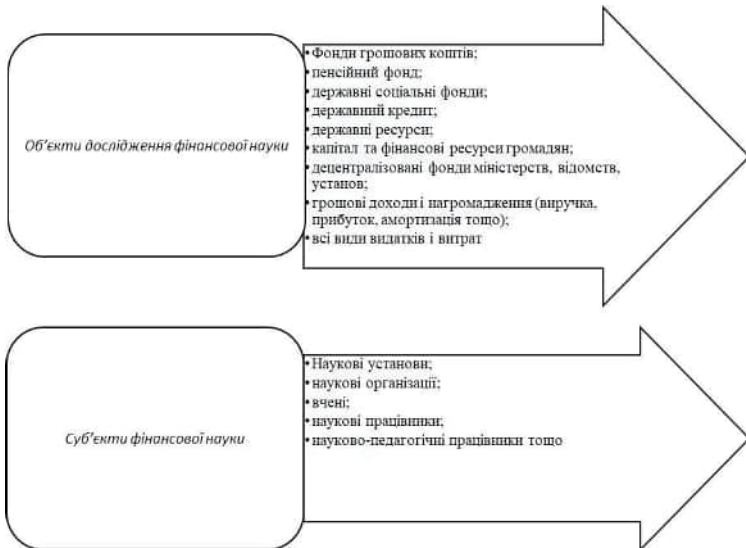 Об'єкти дослідження фінансової науки
• Фонди грошових коштів;
• пенсійний фонд;
• державні соціальні фонди;
• державний кредит;
• державні ресурси;
• капітал та фінансові ресурси громадян;
• децентралізовані фонди міністерств, відомств,
установ;
• грошові доходи і нагромадження (виручка,
прибуток, амортизація тощо);
• всі види видатків і витрат
Суб'єкти фінансової науки
• Наукові установи;
• наукові організації;
• вчені;
• наукові працівники;
• науково-педагогічні працівники тощо